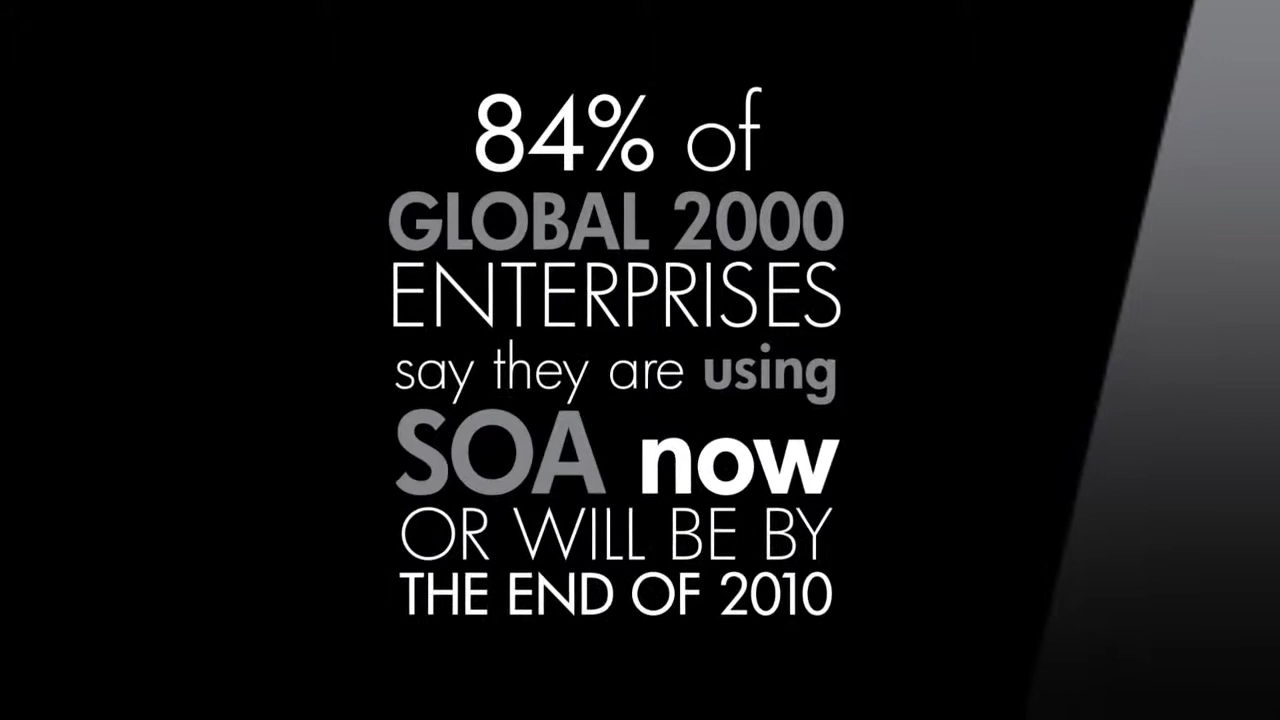 84% of
GLOBAL 2000
ENTERPRISES
say they are using
SOA now
OR WILL BE BY
THE END OF 2010